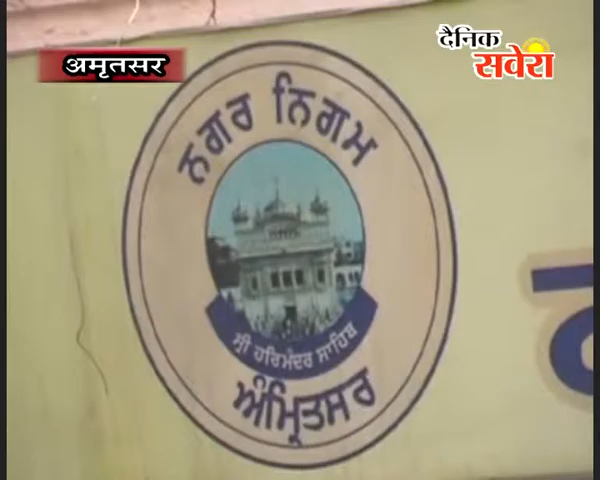 दैनिक
सवेरा
अमृतसर
ਨਗਰ ਨਿਗਮ
ਸ੍ਰੀ ਹਰਿਮੰਦਰ ਸਾਹਿਬ
ਅੰਮ੍ਰਿਤਸਰ